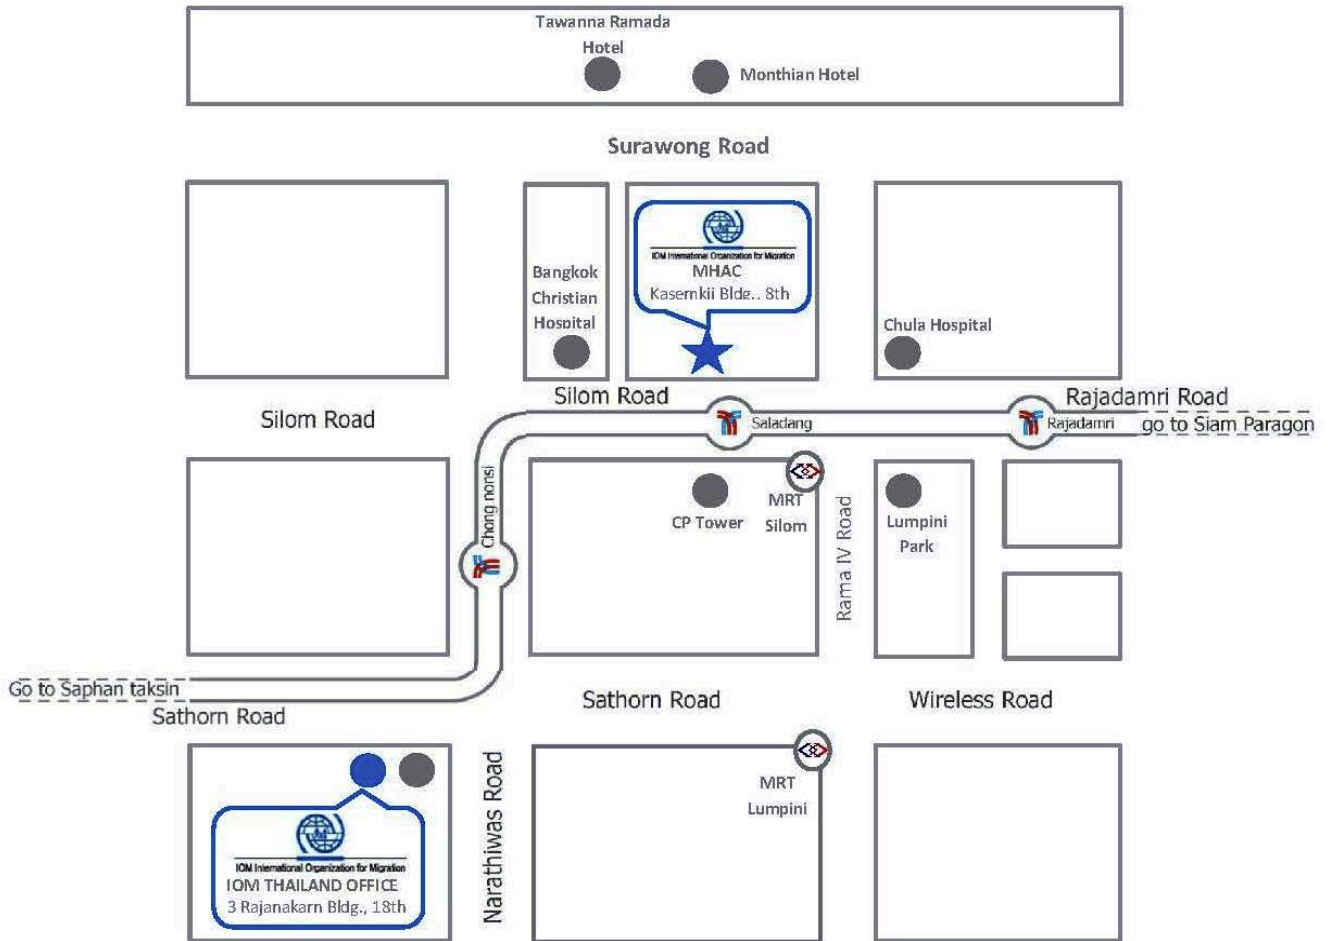 Tawanna Ramada
Hotel
Monthian Hotel
Surawong Road
IOM International Organization for Migration
MHAC
Kasemkii Bldg., 8th
Bangkok
Christian
Hospital
Chula Hospital
Silom Road
Silom Road
Rajadamri Road
Saladang
Rajadamri
go to Siam Paragon
Chong nonsi
CP Tower
MRT
Silom
Rama IV Road
Lumpini
Park
Go to Saphan taksin
Sathorn Road
Sathorn Road
Wireless Road
Narathiwas Road
MRT
Lumpini
IOM International Organization for Migration
IOM THAILAND OFFICE
3 Rajanakarn Bldg., 18th